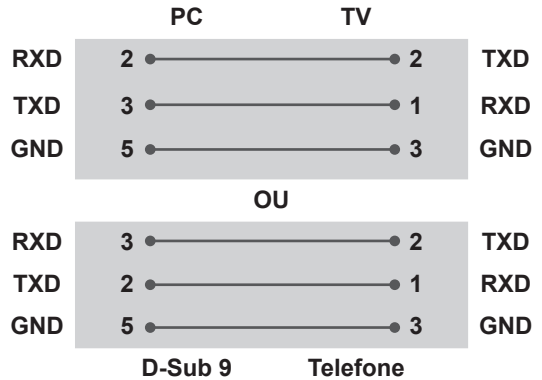 PC TV
RXD 2 2 TXD
TXD 3 1 RXD
GND 5 3 GND
OU
RXD 3 2 TXD
TXD 2 1 RXD
GND 5 3 GND
D-Sub 9 Telefone